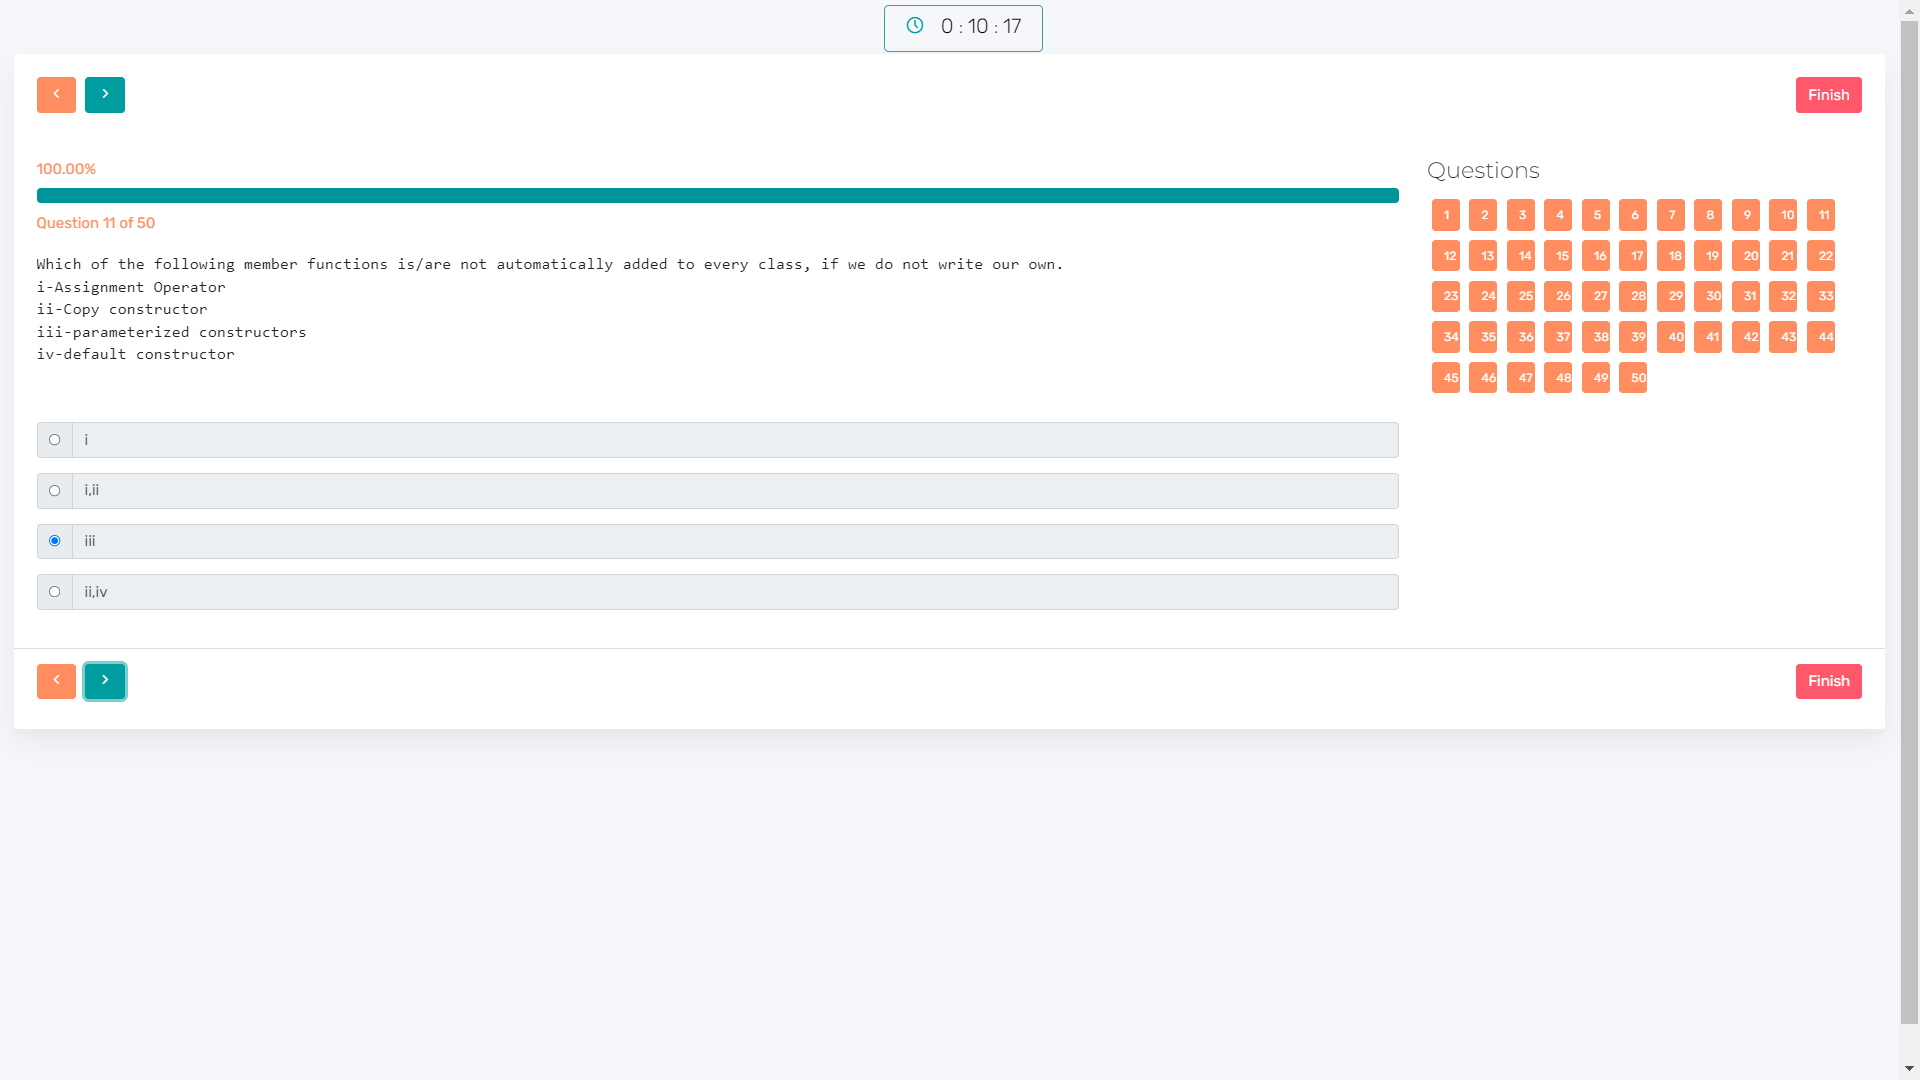 0 : 10 : 17
Finish
100.00%
Question 11 of 50
Which of the following member functions is/are not automatically added to every class, if we do not write our own.
i-Assignment Operator
ii-Copy constructor
iii-parameterized constructors
iv-default constructor
i
i,ii
iii
ii,iv
Questions
1 2 3 4 5 6 7 8 9 10 11
12 13 14 15 16 17 18 19 20 21 22
23 24 25 26 27 28 29 30 31 32 33
34 35 36 37 38 39 40 41 42 43 44
45 46 47 48 49 50
Finish